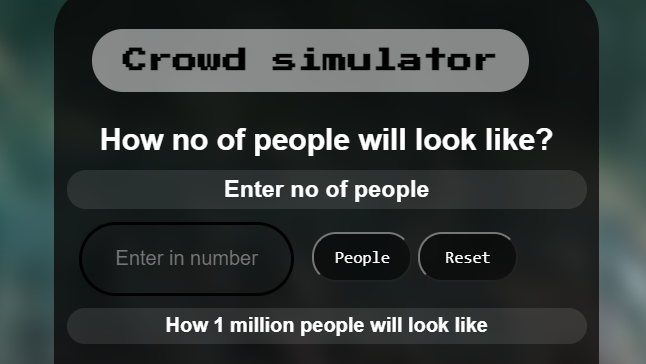 Crowd simulator
How no of people will look like?
Enter no of people
Enter in number People Reset
How 1 million people will look like